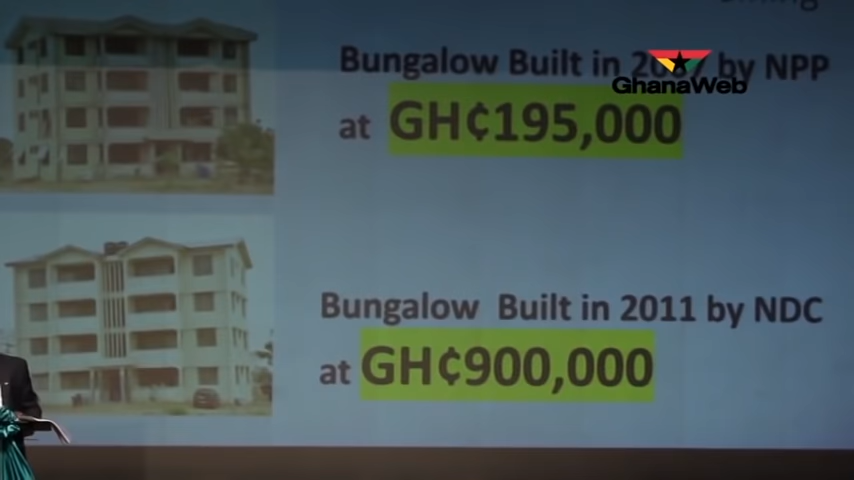 Bungalow Built in by NPP
GhanaWeb
at GH¢195,000
Bungalow Built in 2011 by NDC
at GH¢900,000